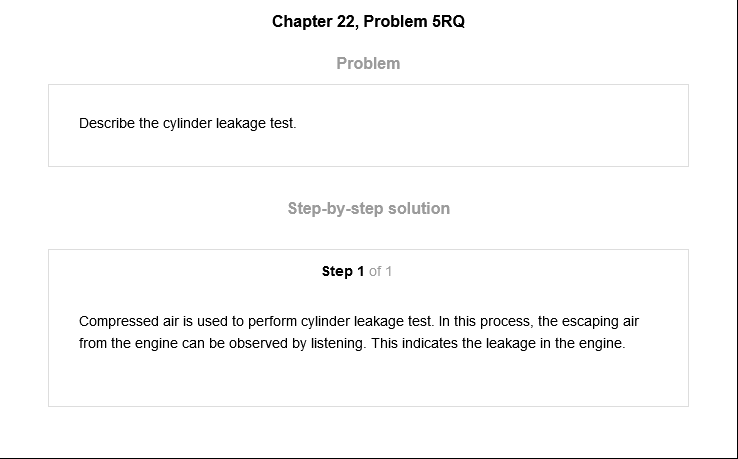 Chapter 22, Problem 5RQ
Problem
Describe the cylinder leakage test.
Step-by-step solution
Step 1 of 1
Compressed air is used to perform cylinder leakage test. In this process, the escaping air
from the engine can be observed by listening. This indicates the leakage in the engine.